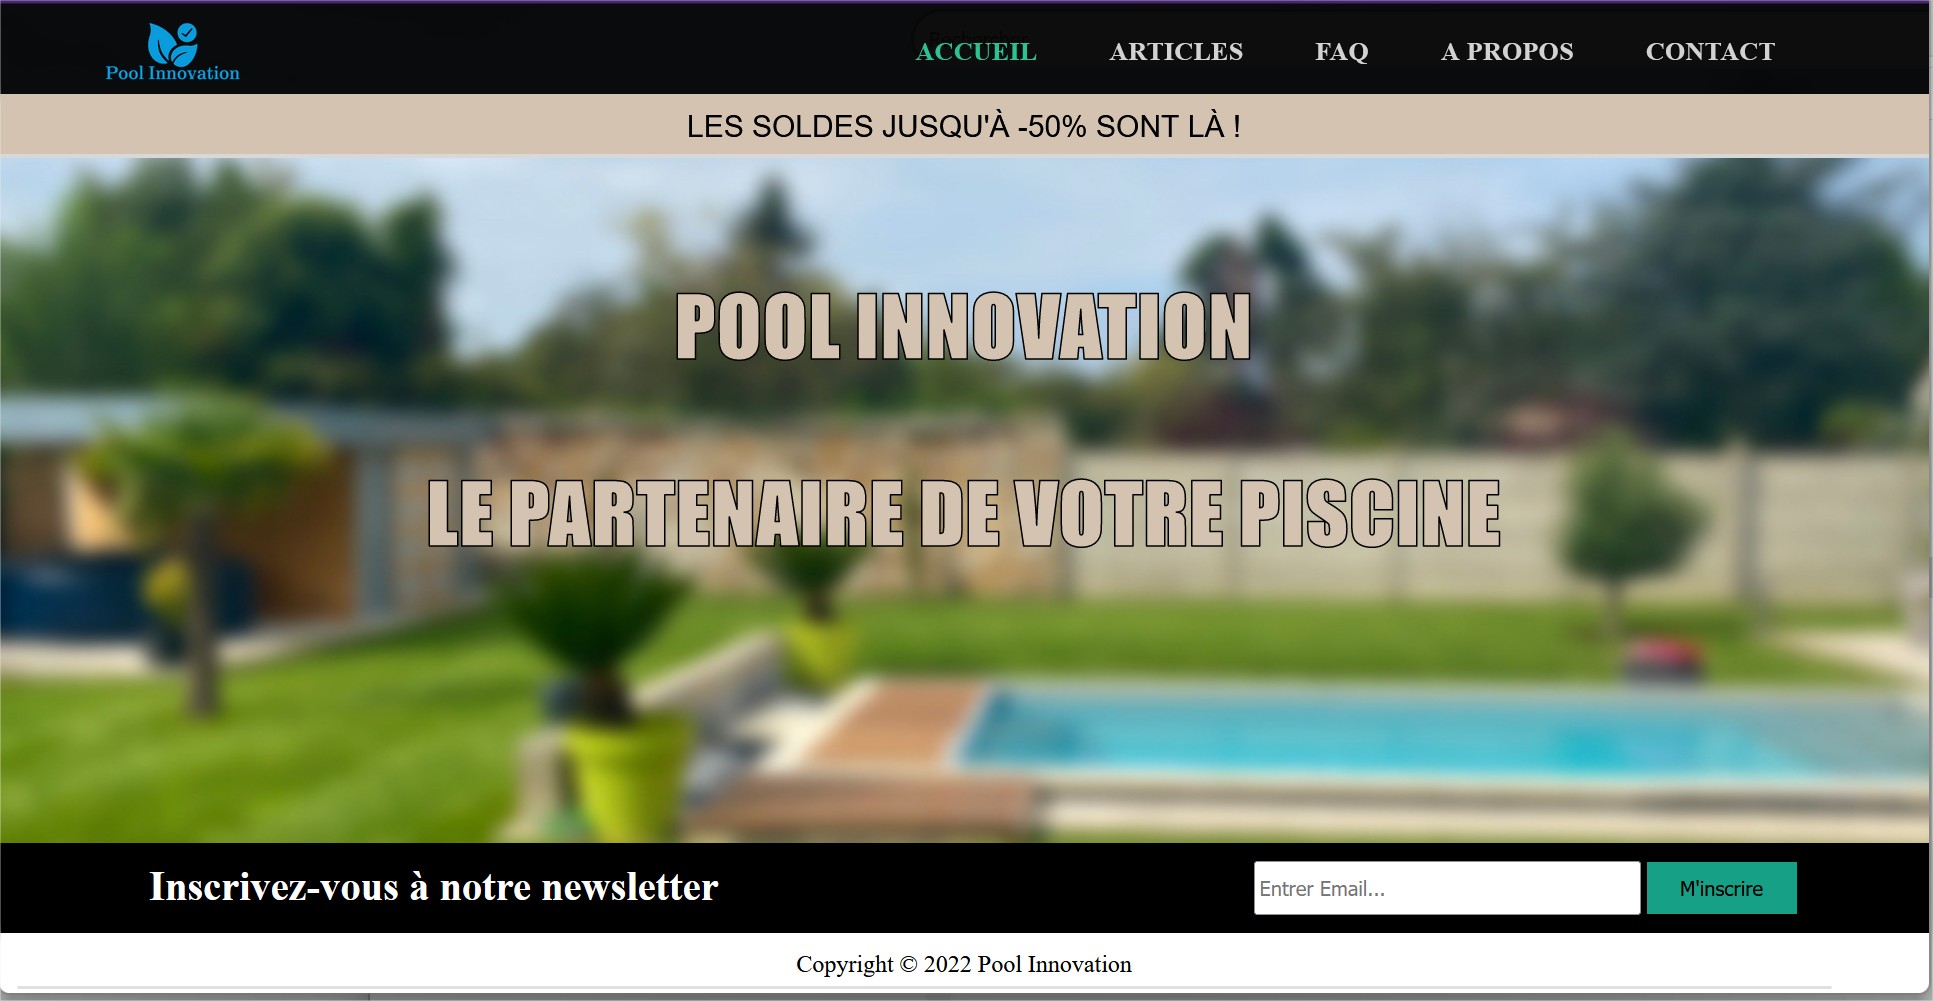 Pool Innovation
ACCUEIL ARTICLES FAQ A PROPOS CONTACT
LES SOLDES JUSQU'À -50% SONT LÀ !
POOL INNOVATION
LE PARTENAIRE DE VOTRE PISCINE
Inscrivez-vous à notre newsletter
Entrer Email... M'inscrire
Copyright © 2022 Pool Innovation